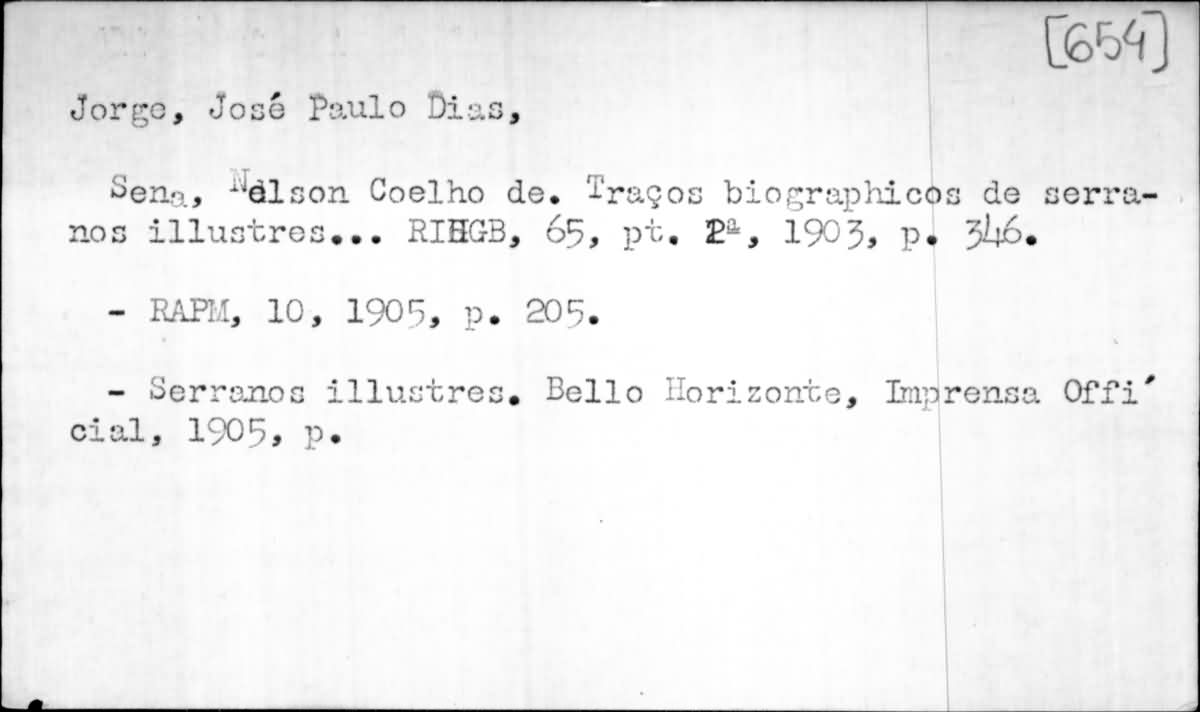 [654]
Jorge, José Paulo Dias,
Sena, Nélson Coelho de. Traços biographicos de serra-
nos illustres... RIHGB, 65, pt. 2ª, 1903, p. 346.
- RAPM, 10, 1905, p. 205.
- Serranos illustres. Bello Horizonte, Imprensa Offi'
cial, 1905, p.